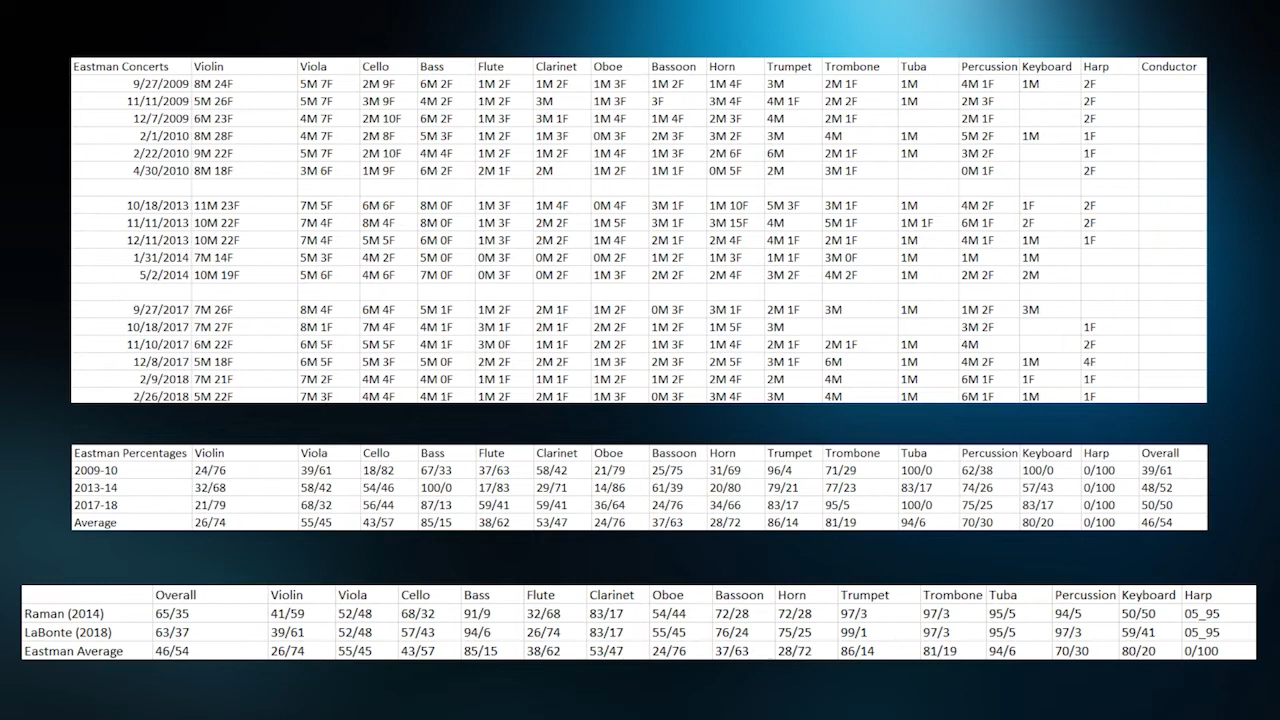 Eastman Concerts Violin Viola Cello Bass Flute Clarinet Oboe Bassoon Horn Trumpet Trombone Tuba Percussion Keyboard Harp Conductor
9/27/2009 8M 24F 5M 7F 2M 9F 6M 2F 1M 2F 1M 2F 1M 3F 1M 2F 1M 4F 3M 2M 1F 1M 4M 1F 1M 2F
11/11/2009 5M 26F 5M 7F 3M 9F 4M 2F 1M 2F 3M 1M 3F 3F 3M 4F 4M 1F 2M 2F 1M 2M 3F 2F
12/7/2009 6M 23F 4M 7F 2M 10F 6M 2F 1M 3F 3M 1F 1M 4F 1M 4F 2M 3F 4M 2M 1F 2M 1F 2F
2/1/2010 8M 28F 4M 7F 2M 8F 5M 3F 1M 2F 1M 3F 0M 3F 2M 3F 3M 2F 3M 4M 1M 5M 2F 1M 1F
2/22/2010 9M 22F 5M 7F 2M 10F 4M 4F 1M 2F 1M 2F 1M 4F 1M 3F 2M 6F 6M 2M 1F 1M 3M 2F 1F
4/30/2010 8M 18F 3M 6F 1M 9F 6M 2F 2M 1F 2M 1M 2F 1M 1F 0M 5F 2M 3M 1F 0M 1F 2F
10/18/2013 11M 23F 7M 5F 6M 6F 8M 0F 1M 3F 1M 4F 0M 4F 3M 1F 1M 10F 5M 3F 3M 1F 1M 4M 2F 1F 2F
11/11/2013 10M 22F 7M 4F 8M 4F 8M 0F 1M 3F 2M 2F 1M 5F 3M 1F 3M 15F 4M 5M 1F 1M 1F 6M 1F 2F 2F
12/11/2013 10M 22F 7M 4F 5M 5F 6M 0F 1M 3F 2M 2F 1M 4F 2M 1F 2M 4F 4M 1F 2M 1F 1M 4M 1F 1M 1F
1/31/2014 7M 14F 5M 3F 4M 2F 5M 0F 0M 2F 0M 2F 0M 2F 1M 2F 1M 3F 1M 1F 3M 0F 1M 1M 1M
5/2/2014 10M 19F 5M 6F 4M 6F 7M 0F 0M 3F 0M 2F 1M 3F 2M 2F 2M 4F 3M 2F 4M 2F 1M 2M 2F 2M
9/27/2017 7M 26F 8M 4F 6M 4F 5M 1F 1M 2F 2M 1F 1M 2F 0M 3F 3M 1F 2M 1F 3M 1M 1M 2F 3M
10/18/2017 7M 27F 8M 1F 7M 4F 4M 1F 3M 1F 2M 1F 2M 2F 1M 2F 1M 5F 3M 3M 2F 1F
11/10/2017 6M 22F 6M 5F 5M 5F 4M 1F 3M 0F 1M 1F 2M 2F 1M 3F 1M 4F 2M 1F 2M 1F 1M 4M 2F
12/8/2017 5M 18F 6M 5F 5M 3F 5M 0F 2M 2F 2M 2F 1M 3F 2M 3F 2M 5F 3M 1F 6M 1M 4M 2F 1M 4F
2/9/2018 7M 21F 7M 2F 4M 4F 4M 0F 1M 1F 1M 1F 1M 2F 1M 2F 2M 4F 2M 4M 1M 6M 1F 1F 1F
2/26/2018 5M 22F 7M 3F 4M 4F 4M 1F 1M 2F 2M 1F 1M 3F 0M 3F 3M 4F 3M 4M 1M 6M 1F 1M 1F
Eastman Percentages Violin Viola Cello Bass Flute Clarinet Oboe Bassoon Horn Trumpet Trombone Tuba Percussion Keyboard Harp Overall
2009-10 24/76 39/61 18/82 67/33 37/63 58/42 21/79 25/75 31/69 96/4 71/29 100/0 62/38 100/0 0/100 39/61
2013-14 32/68 58/42 54/46 100/0 17/83 29/71 14/86 61/39 20/80 79/21 77/23 83/17 74/26 57/43 0/100 48/52
2017-18 21/79 68/32 56/44 87/13 59/41 59/41 36/64 24/76 34/66 83/17 95/5 100/0 75/25 83/17 0/100 50/50
Average 26/74 55/45 43/57 85/15 38/62 53/47 24/76 37/63 28/72 86/14 81/19 94/6 70/30 80/20 0/100 46/54
Overall Violin Viola Cello Bass Flute Clarinet Oboe Bassoon Horn Trumpet Trombone Tuba Percussion Keyboard Harp
Raman (2014) 65/35 41/59 52/48 68/32 91/9 32/68 83/17 54/44 72/28 72/28 97/3 97/3 95/5 94/5 50/50 05_95
LaBonte (2018) 63/37 39/61 52/48 57/43 94/6 26/74 83/17 55/45 76/24 75/25 99/1 97/3 95/5 97/3 59/41 05_95
Eastman Average 46/54 26/74 55/45 43/57 85/15 38/62 53/47 24/76 37/63 28/72 86/14 81/19 94/6 70/30 80/20 0/100